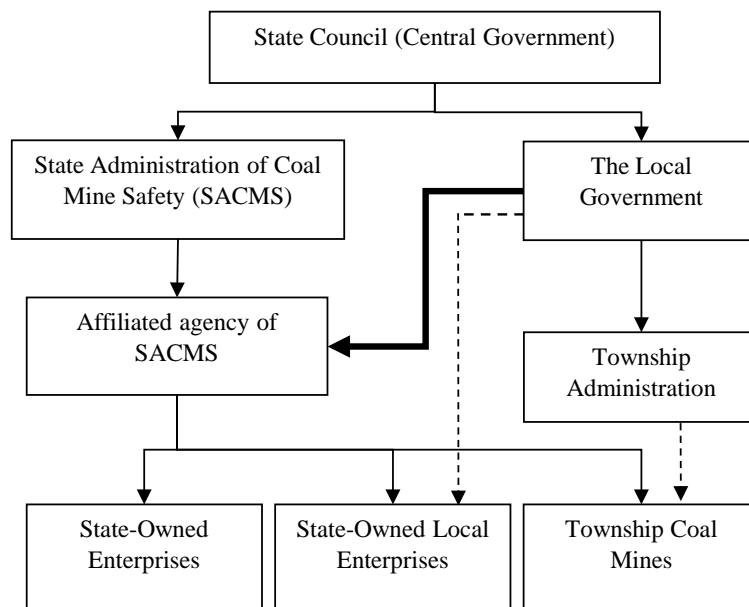 State Council (Central Government)
State Administration of Coal
Mine Safety (SACMS)
The Local
Government
Affiliated agency of
SACMS
Township
Administration
State-Owned
Enterprises
State-Owned Local
Enterprises
Township Coal
Mines